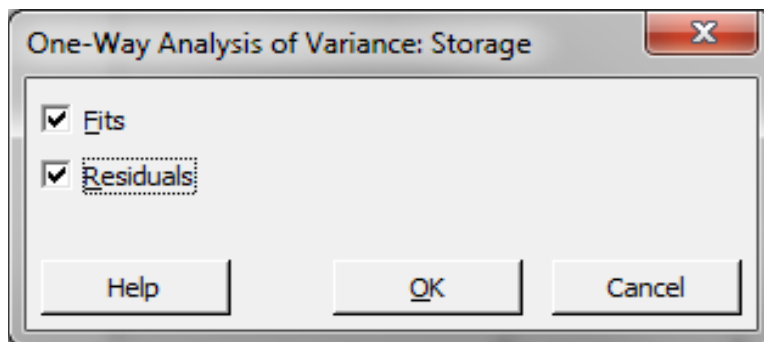 One-Way Analysis of Variance: Storage
Fits
Residuals
Help OK Cancel